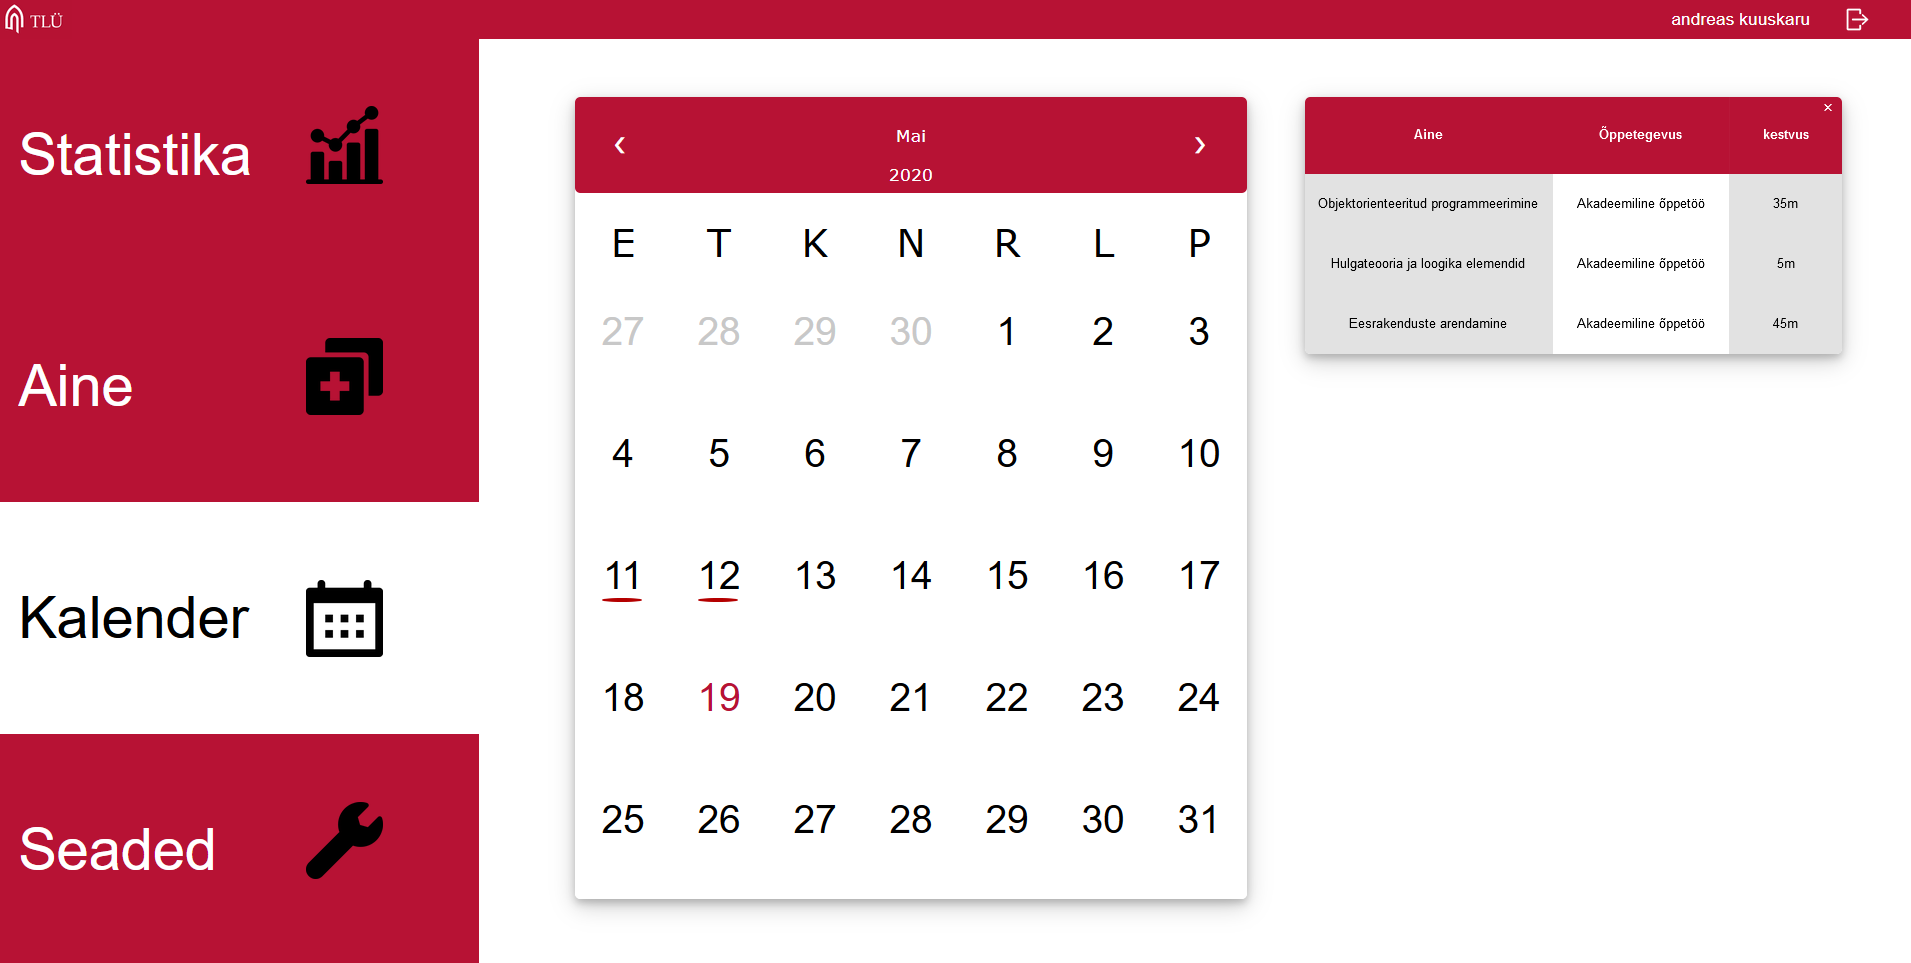 TLÜ
andreas kuuskaru
Statistika
Aine
Kalender
Seaded
❮
Mai
2020
❯
E T K N R L P
27 28 29 30 1 2 3
4 5 6 7 8 9 10
11 12 13 14 15 16 17
18 19 20 21 22 23 24
25 26 27 28 29 30 31
×
Aine Õppetegevus kestvus
Objektorienteeritud programmeerimine Akadeemiline õppetöö 35m
Hulgateooria ja loogika elemendid Akadeemiline õppetöö 5m
Eesrakenduste arendamine Akadeemiline õppetöö 45m